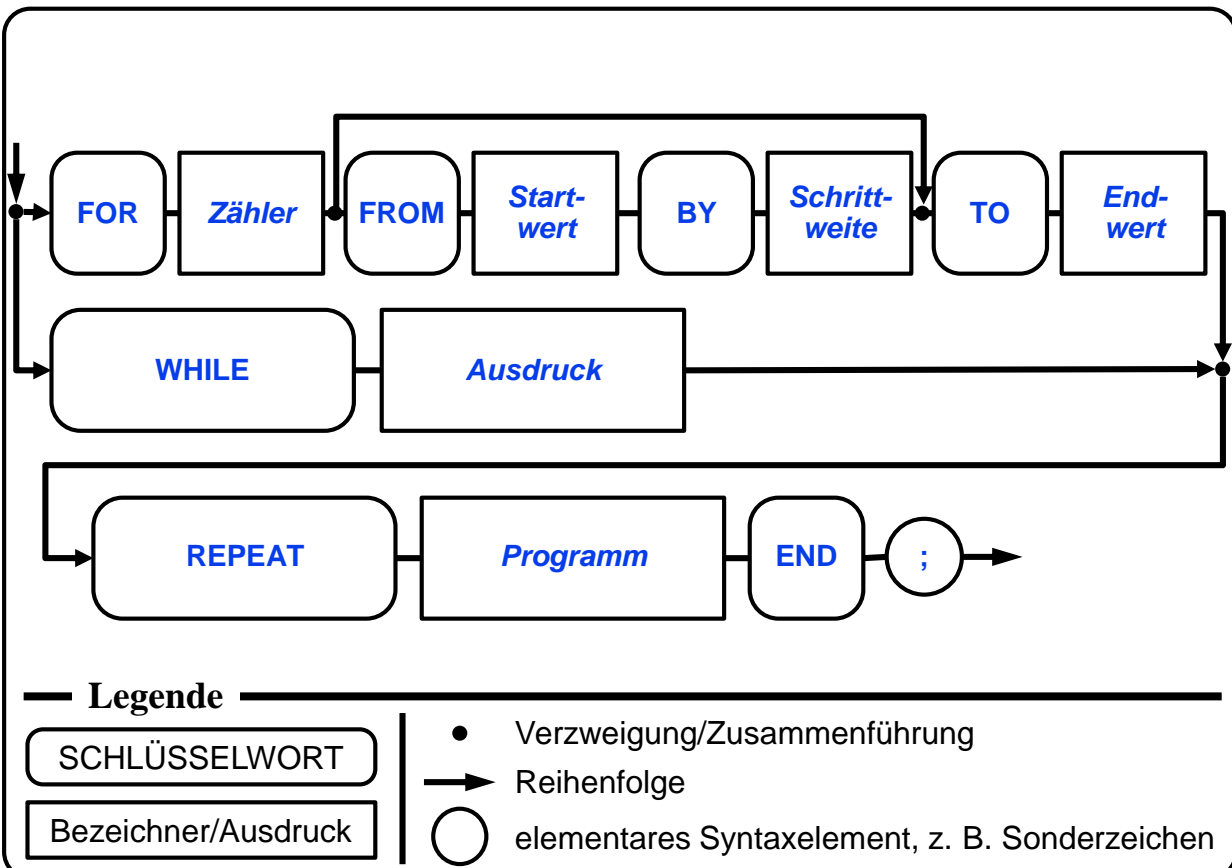 FOR Zähler FROM Start- BY Schritt- TO End-
wert weite wert
WHILE Ausdruck
REPEAT Programm END ;
Legende
SCHLÜSSELWORT
Bezeichner/Ausdruck
Verzweigung/Zusammenführung
Reihenfolge
elementares Syntaxelement, z. B. Sonderzeichen